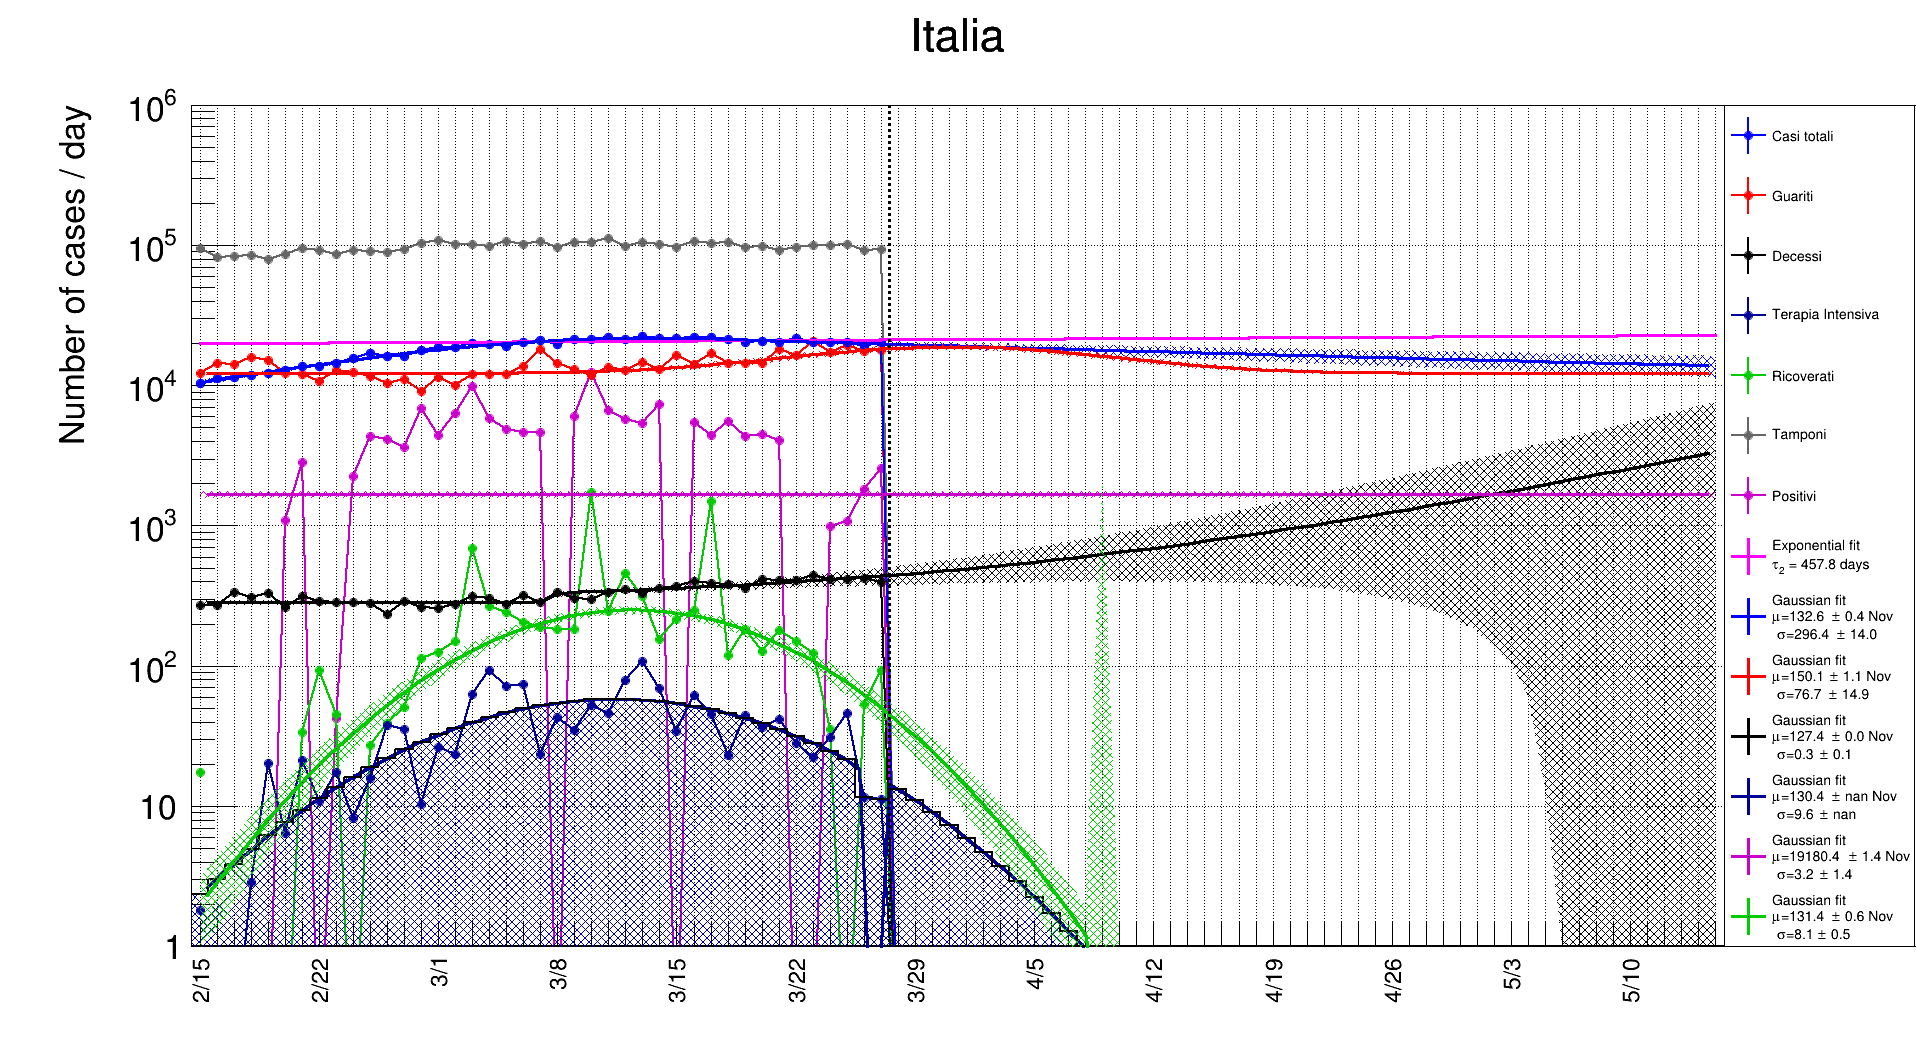 Italia
Number of cases / day
10^6
10^5
10^4
10^3
10^2
10
1
2/15
2/22
3/1
3/8
3/15
3/22
3/29
4/5
4/12
4/19
4/26
5/3
5/10
Casi totali
Guariti
Decessi
Terapia Intensiva
Ricoverati
Tamponi
Positivi
Exponential fit
τ₂ = 457.8 days
Gaussian fit
μ=132.6 ± 0.4 Nov
σ=296.4 ± 14.0
Gaussian fit
μ=150.1 ± 1.1 Nov
σ=76.7 ± 14.9
Gaussian fit
μ=127.4 ± 0.0 Nov
σ=0.3 ± 0.1
Gaussian fit
μ=130.4 ± nan Nov
σ=9.6 ± nan
Gaussian fit
μ=19180.4 ± 1.4 Nov
σ=3.2 ± 1.4
Gaussian fit
μ=131.4 ± 0.6 Nov
σ=8.1 ± 0.5